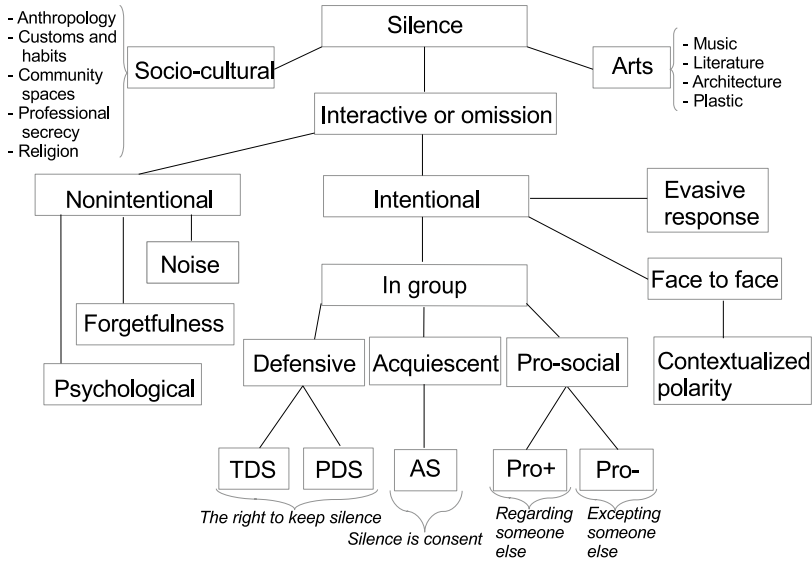 - Anthropology
- Customs and
habits
- Community
spaces
- Professional
secrecy
- Religion
Socio-cultural
Silence
Arts
- Music
- Literature
- Architecture
- Plastic
Interactive or omission
Nonintentional
Intentional
Evasive
response
Noise
In group
Face to face
Forgetfulness
Defensive
Acquiescent
Pro-social
Contextualized
polarity
Psychological
TDS
PDS
AS
Pro+
Pro-
The right to keep silence
Silence is consent
Regarding
someone
else
Excepting
someone
else